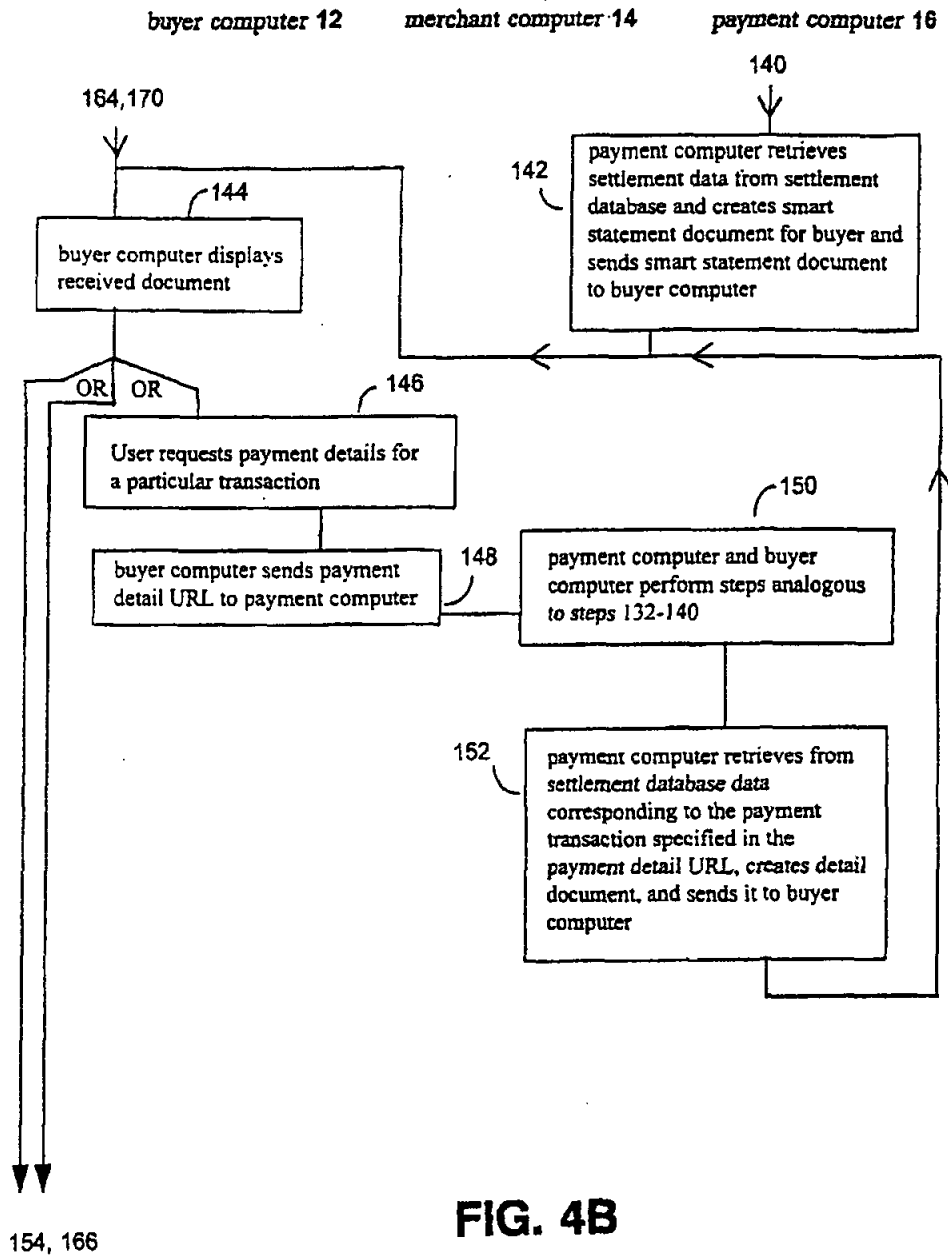 buyer computer 12 merchant computer 14 payment computer 16
140
164,170
142
payment computer retrieves
settlement data from settlement
database and creates smart
statement document for buyer and
sends smart statement document
to buyer computer
144
buyer computer displays
received document
OR OR
146
User requests payment details for
a particular transaction
148
buyer computer sends payment
detail URL to payment computer
150
payment computer and buyer
computer perform steps analogous
to steps 132-140
152
payment computer retrieves from
settlement database data
corresponding to the payment
transaction specified in the
payment detail URL, creates detail
document, and sends it to buyer
computer
154, 166
FIG. 4B